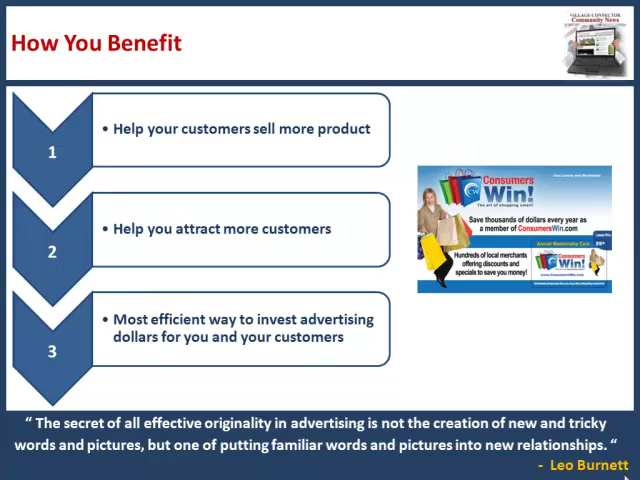 VILLAGE-CONNECTOR
Community News
How You Benefit
1
• Help your customers sell more product
2
• Help you attract more customers
3
• Most efficient way to invest advertising
dollars for you and your customers
Consumers
Win!
The art of shopping smart!
Save thousands of dollars every year as
a member of ConsumersWin.com
Hundreds of local merchants
offering discounts and
specials to save you money!
Annual Membership Card
Consumers
Win!
“ The secret of all effective originality in advertising is not the creation of new and tricky
words and pictures, but one of putting familiar words and pictures into new relationships. “
- Leo Burnett